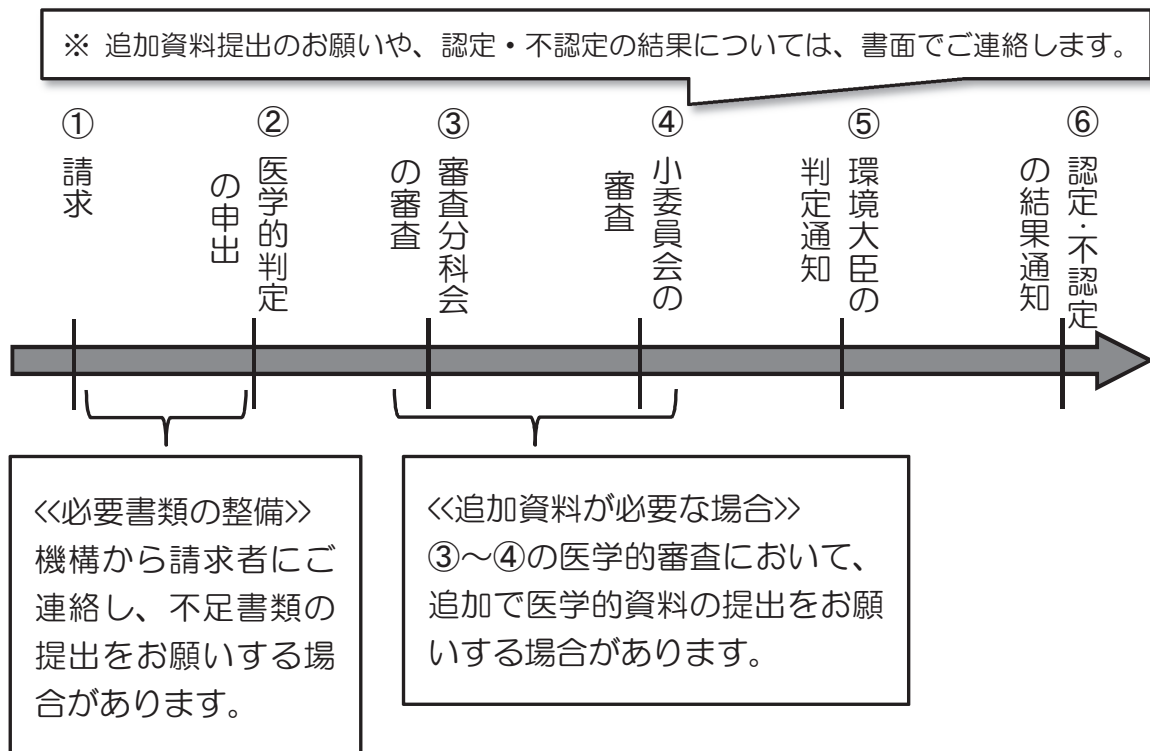 ※ 追加資料提出のお願いや、認定・不認定の結果については、書面でご連絡します。
①
請求
②
医学的判定
の申出
③
審査分科会
の審査
④
小委員会の
審査
⑤
環境大臣の
判定通知
⑥
認定・不認定
の結果通知
≪必要書類の整備≫
機構から請求者にご
連絡し、不足書類の
提出をお願いする場
合があります。
≪追加資料が必要な場合≫
③～④の医学的審査において、
追加で医学的資料の提出をお願
いする場合があります。